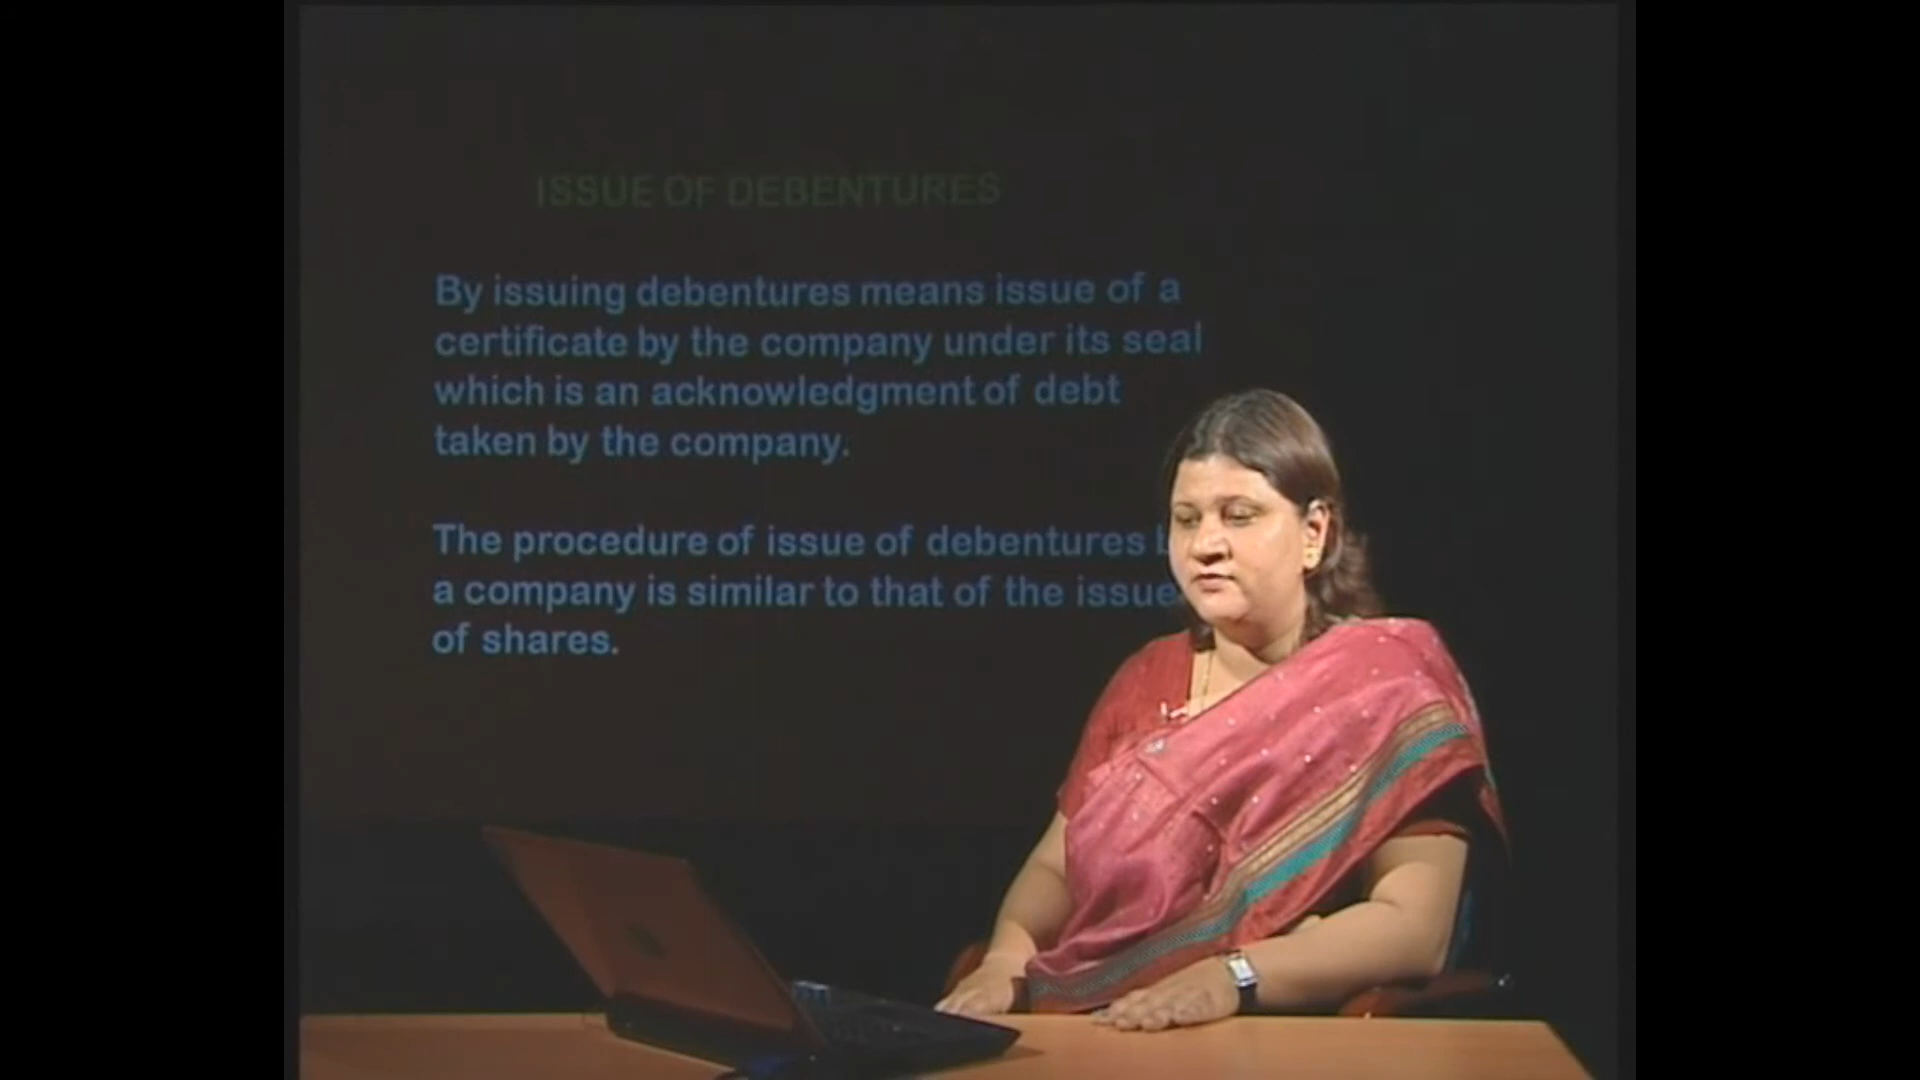 ISSUE OF DEBENTURES
By issuing debentures means issue of a
certificate by the company under its seal
which is an acknowledgment of debt
taken by the company.
The procedure of issue of debentures
a company is similar to that of the issue
of shares.